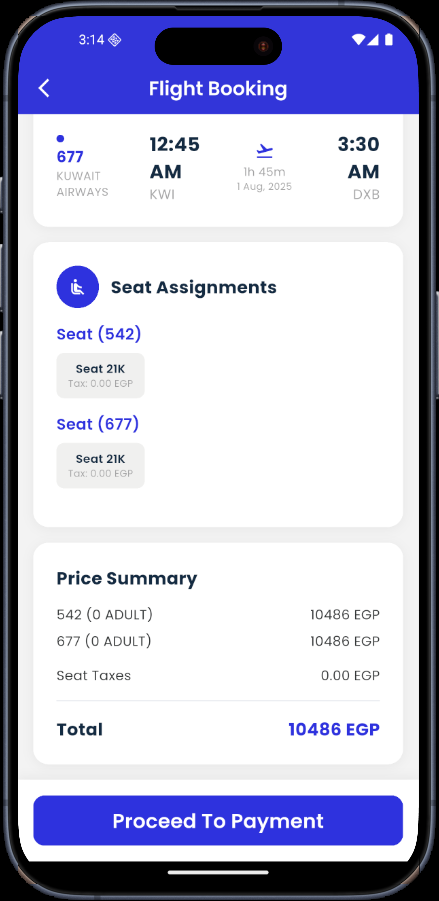 3:14
Flight Booking
677
KUWAIT
AIRWAYS
12:45
AM
KWI
1h 45m
1 Aug, 2025
3:30
AM
DXB
Seat Assignments
Seat (542)
Seat 21K
Tax: 0.00 EGP
Seat (677)
Seat 21K
Tax: 0.00 EGP
Price Summary
542 (0 ADULT) 10486 EGP
677 (0 ADULT) 10486 EGP
Seat Taxes 0.00 EGP
Total 10486 EGP
Proceed To Payment